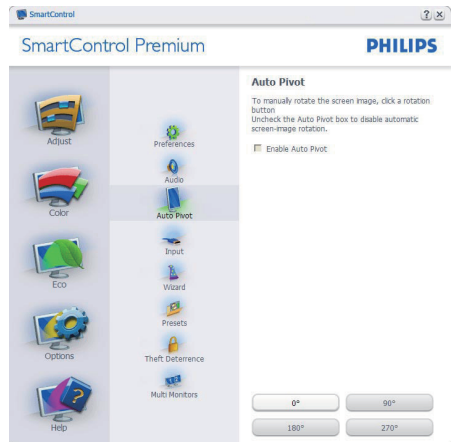 SmartControl
SmartControl Premium
PHILIPS
Adjust
Color
Eco
Options
Help
Preferences
Audio
Auto Pivot
Input
Wizard
Presets
Theft Deterrence
Multi Monitors
Auto Pivot
To manually rotate the screen image, click a rotation
button
Uncheck the Auto Pivot box to disable automatic
screen-image rotation.
Enable Auto Pivot
0°
90°
180°
270°